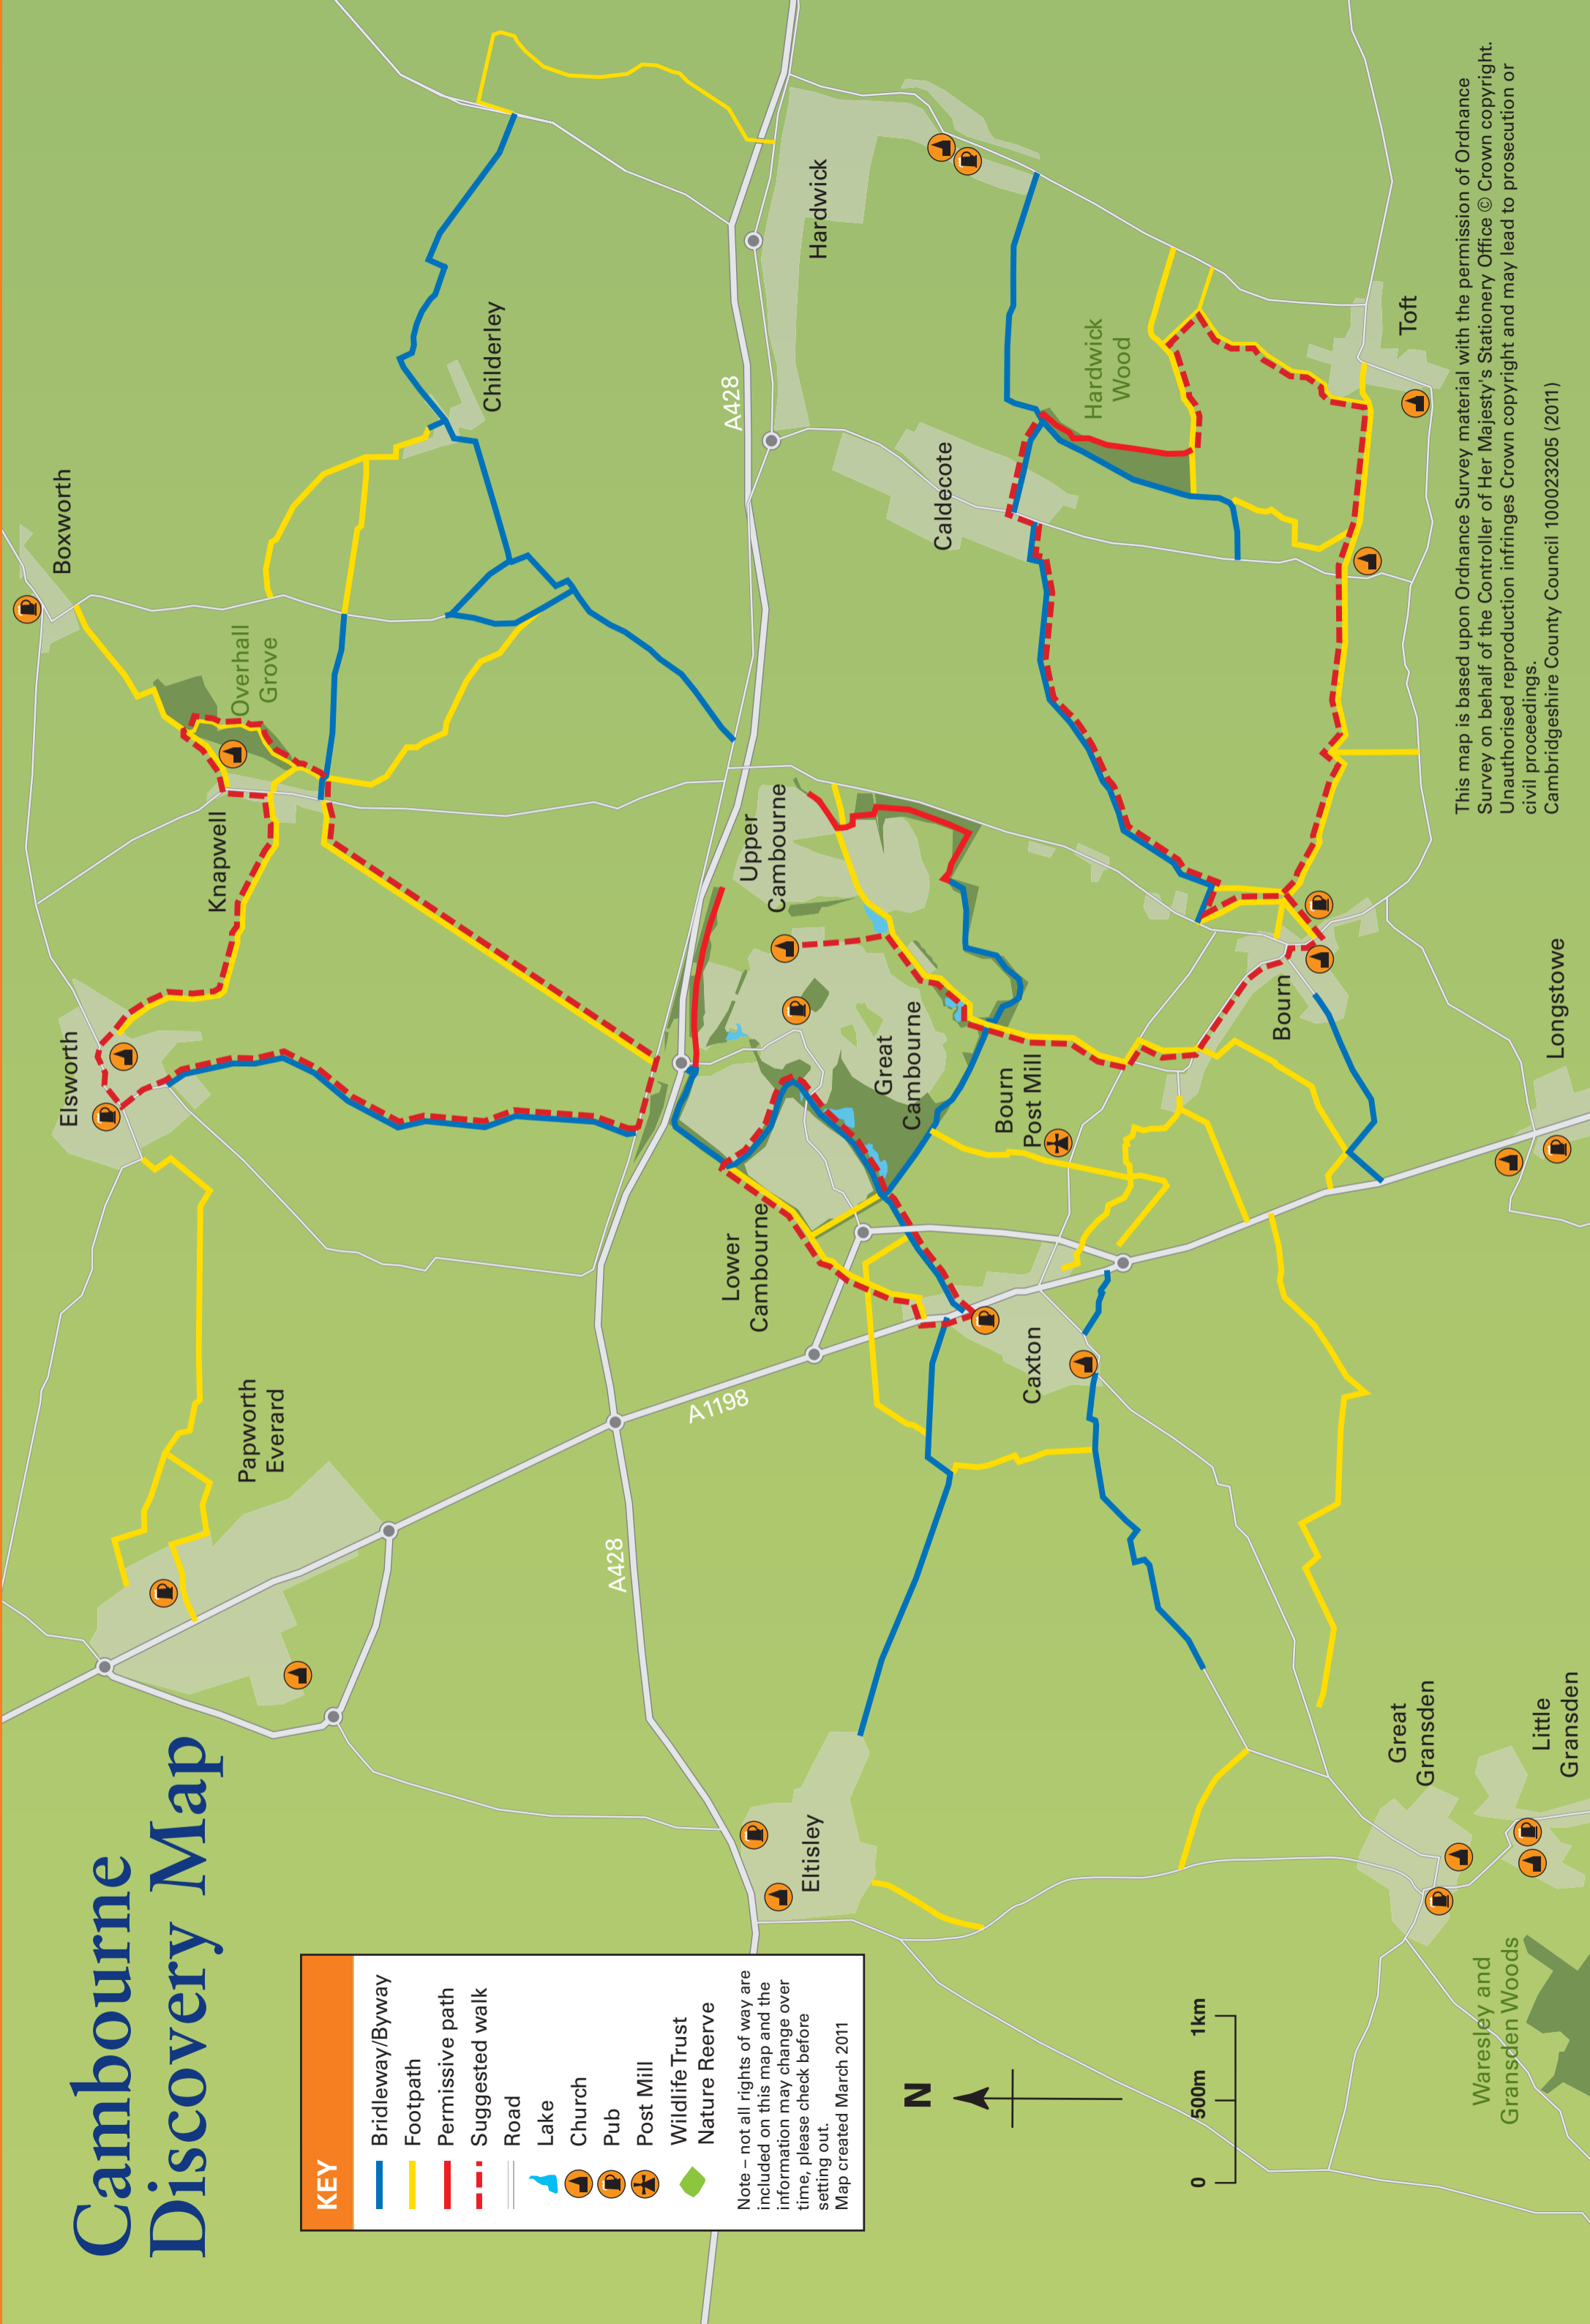 Cambourne
Discovery Map
KEY
Bridleway/Byway
Footpath
Permissive path
Suggested walk
Road
Lake
Church
Pub
Post Mill
Wildlife Trust
Nature Reerve
Note – not all rights of way are
included on this map and the
information may change over
time, please check before
setting out.
Map created March 2011
N
0
500m
1km
Papworth
Everard
Elsworth
Knapwell
Overhall
Grove
Boxworth
Childerley
A428
A428
A1198
Eltisley
Lower
Cambourne
Upper
Cambourne
Great
Cambourne
Hardwick
Caldecote
Hardwick
Wood
Toft
Caxton
Bourn
Post Mill
Bourn
Longstowe
Great
Gransden
Little
Gransden
Waresley and
Gransden Woods
This map is based upon Ordnance Survey material with the permission of Ordnance
Survey on behalf of the Controller of Her Majesty's Stationery Office © Crown copyright.
Unauthorised reproduction infringes Crown copyright and may lead to prosecution or
civil proceedings.
Cambridgeshire County Council 100023205 (2011)